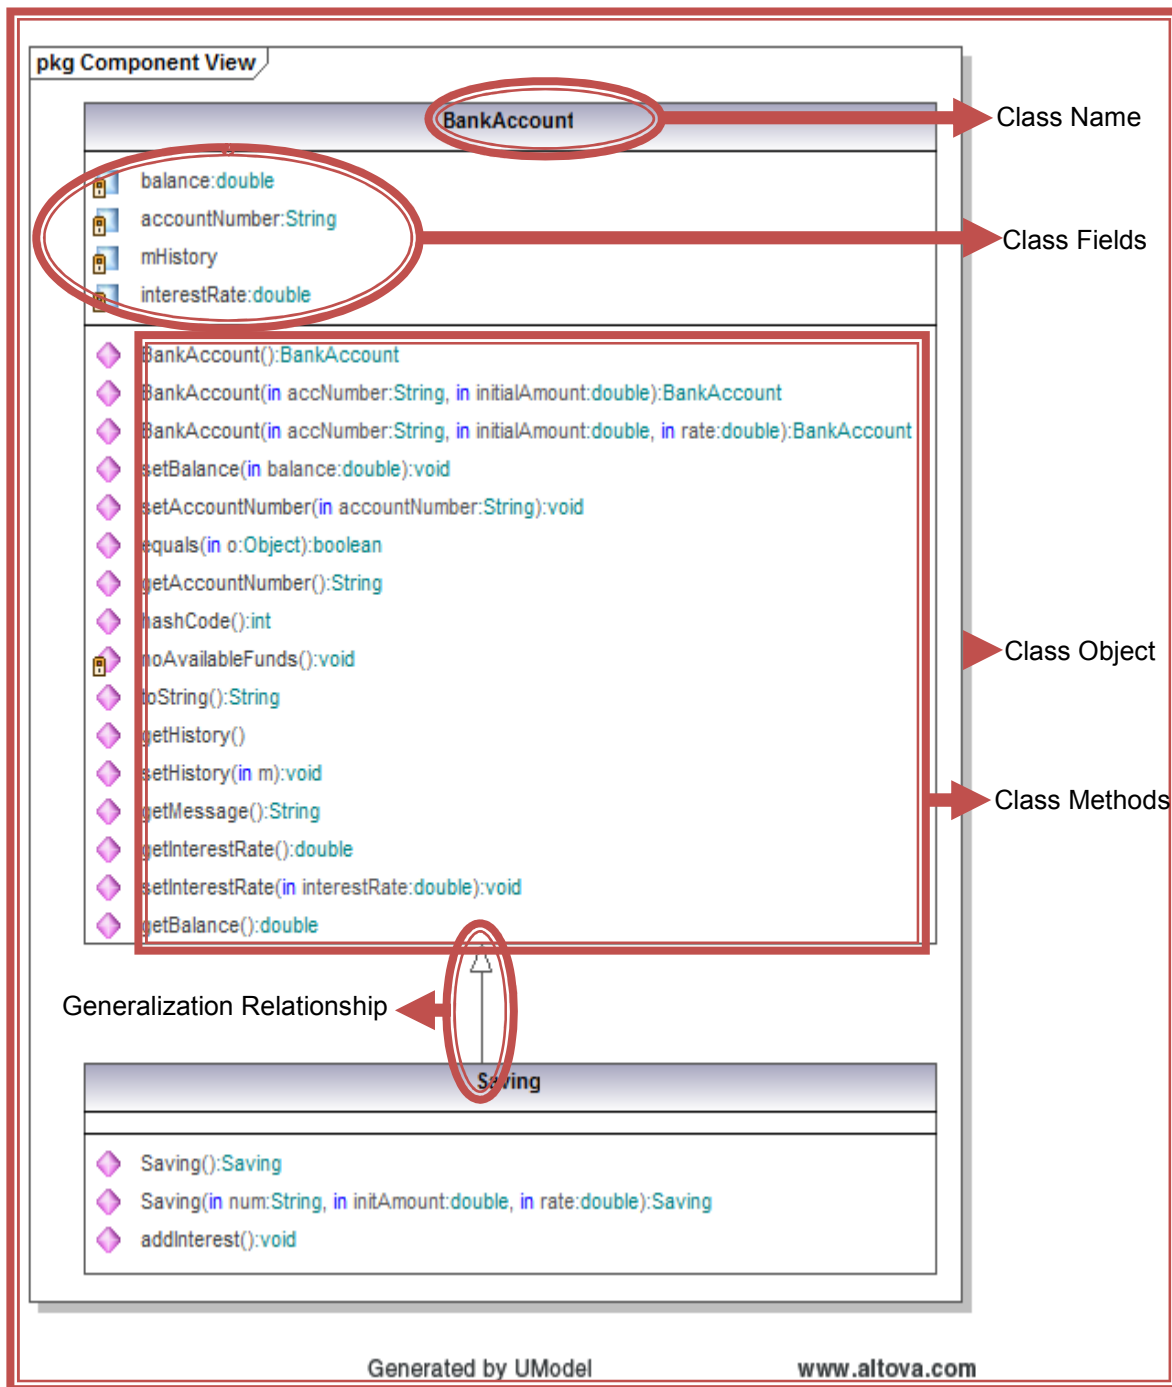 pkg Component View
BankAccount
Class Name
balance:double
accountNumber:String
mHistory
interestRate:double
Class Fields
BankAccount():BankAccount
BankAccount(in accNumber:String, in initialAmount:double):BankAccount
BankAccount(in accNumber:String, in initialAmount:double, in rate:double):BankAccount
setBalance(in balance:double):void
setAccountNumber(in accountNumber:String):void
equals(in o:Object):boolean
getAccountNumber():String
hashCode():int
noAvailableFunds():void
toString():String
getHistory()
setHistory(in m):void
getMessage():String
getInterestRate():double
setInterestRate(in interestRate:double):void
getBalance():double
Class Object
Class Methods
Generalization Relationship
Saving
Saving():Saving
Saving(in num:String, in initAmount:double, in rate:double):Saving
addInterest():void
Generated by UModel
www.altova.com